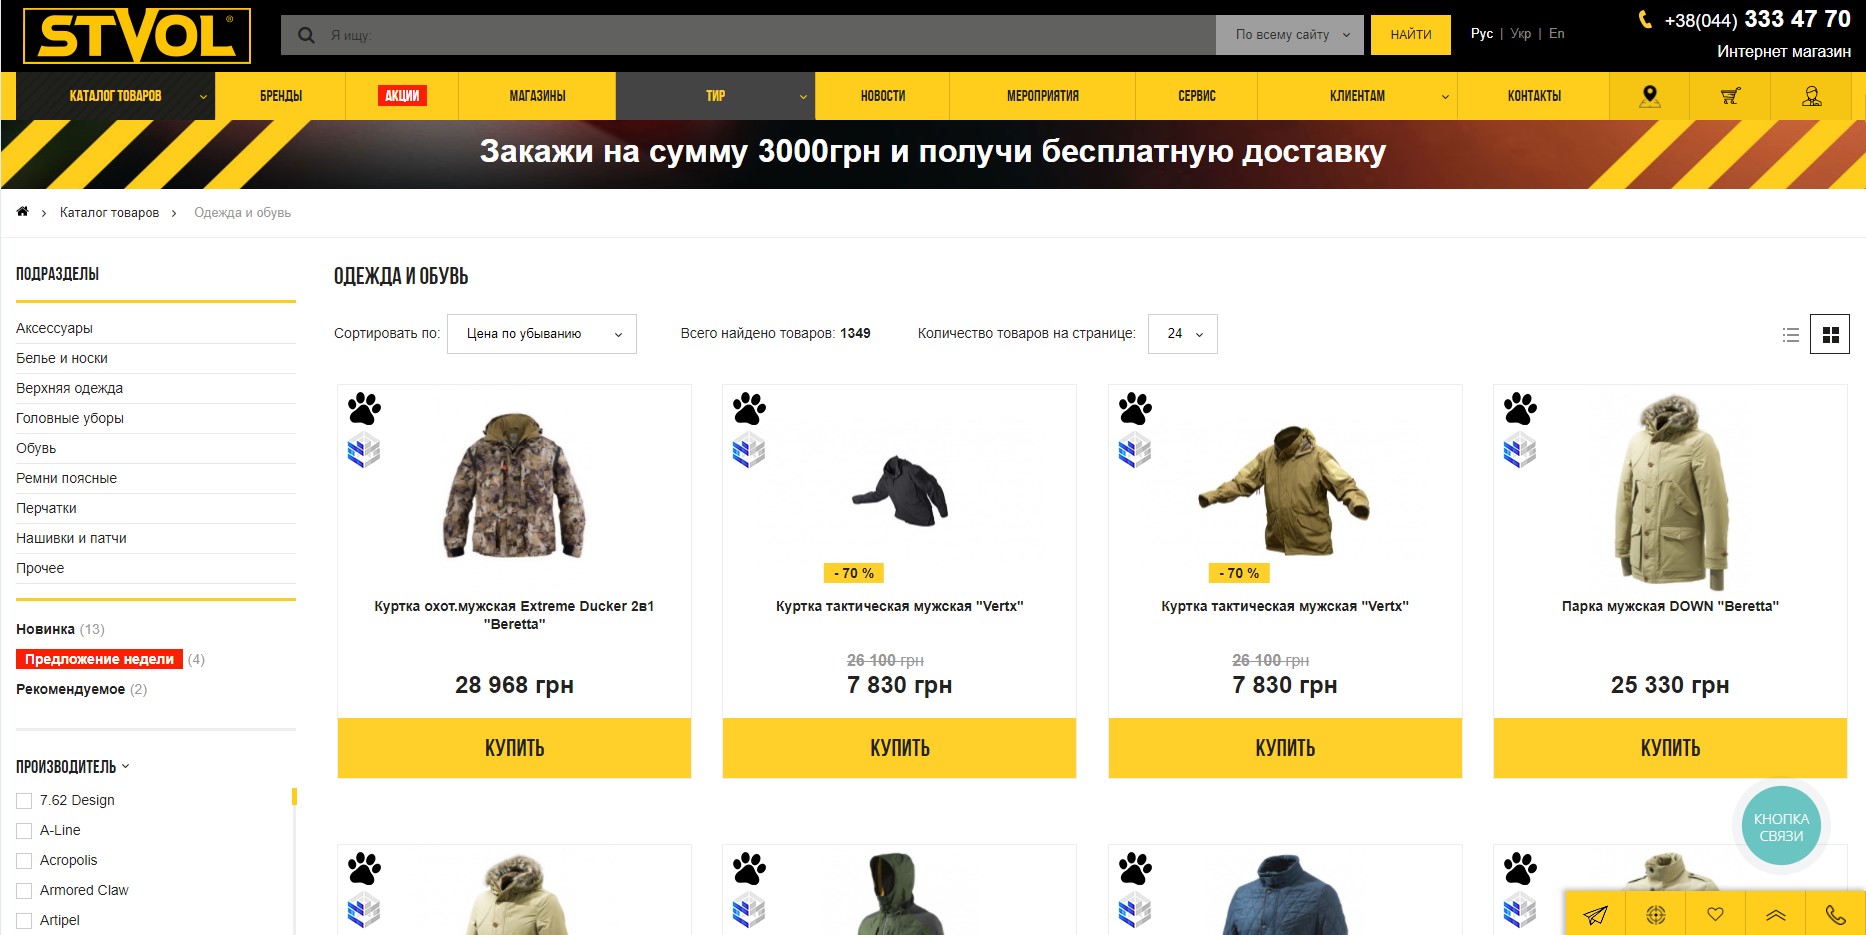 STVOL®
Я ищу:
По всему сайту
НАЙТИ
Рус | Укр | En
+38(044) 333 47 70
Интернет магазин
КАТАЛОГ ТОВАРОВ
БРЕНДЫ
АКЦИИ
МАГАЗИНЫ
ТИР
НОВОСТИ
МЕРОПРИЯТИЯ
СЕРВИС
КЛИЕНТАМ
КОНТАКТЫ
Закажи на сумму 3000грн и получи бесплатную доставку
Каталог товаров
Одежда и обувь
ПОДРАЗДЕЛЫ
Аксессуары
Белье и носки
Верхняя одежда
Головные уборы
Обувь
Ремни поясные
Перчатки
Нашивки и патчи
Прочее
Новинка (13)
Предложение недели (4)
Рекомендуемое (2)
ПРОИЗВОДИТЕЛЬ
7.62 Design
A-Line
Acropolis
Armored Claw
Artipel
ОДЕЖДА И ОБУВЬ
Сортировать по:
Цена по убыванию
Всего найдено товаров: 1349
Количество товаров на странице:
24
Куртка охот.мужская Extreme Ducker 2в1
"Beretta"
28 968 грн
КУПИТЬ
- 70 %
Куртка тактическая мужская "Vertx"
26 100 грн
7 830 грн
КУПИТЬ
- 70 %
Куртка тактическая мужская "Vertx"
26 100 грн
7 830 грн
КУПИТЬ
Парка мужская DOWN "Beretta"
25 330 грн
КУПИТЬ
КНОПКА
СВЯЗИ